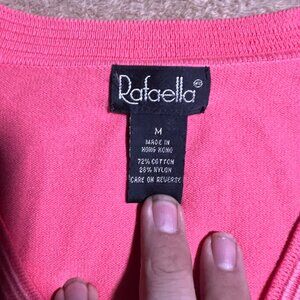 Rafaella
M
MADE IN
HONG KONG
72% COTTON
28% NYLON
CARE ON REVERSE